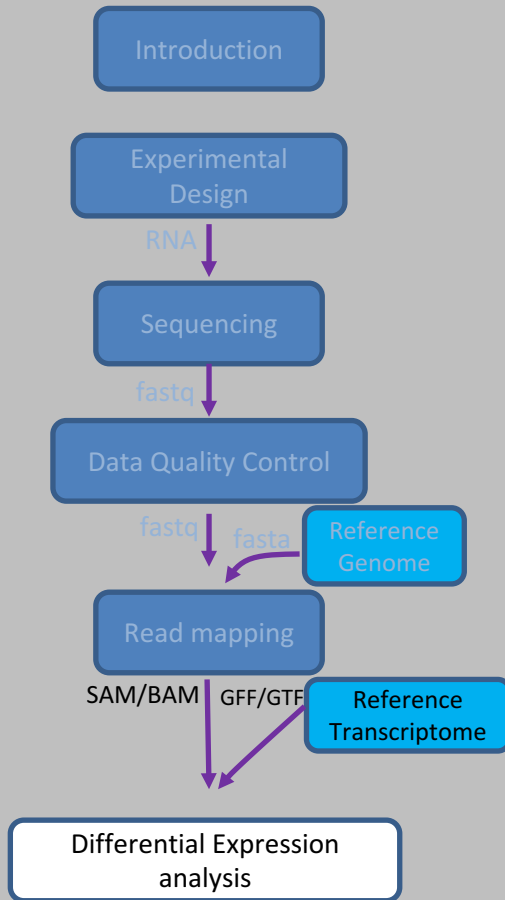 Introduction
Experimental
Design
RNA
Sequencing
fastq
Data Quality Control
fastq
fasta
Reference
Genome
Read mapping
SAM/BAM
GFF/GTF
Reference
Transcriptome
Differential Expression
analysis